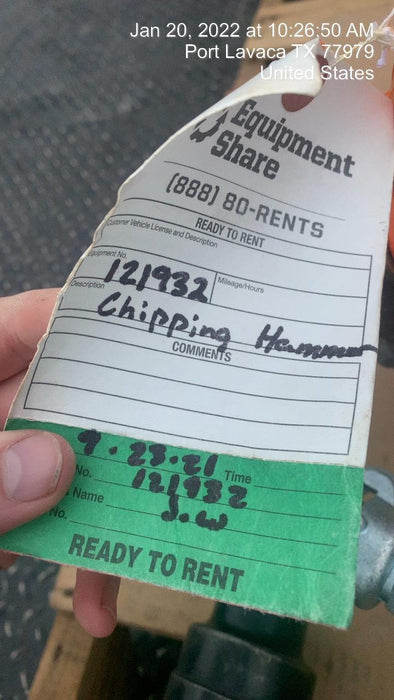 Jan 20, 2022 at 10:26:50 AM
Port Lavaca TX 77979
United States
Equipment
Share
(888) 80-RENTS
READY TO RENT
Customer Vehicle License and Description
Equipment No.
121932
Mileage/Hours
Description
Chipping Hammer
COMMENTS
9.23.21
No. Time
121932
Name
J.W
No.
READY TO RENT